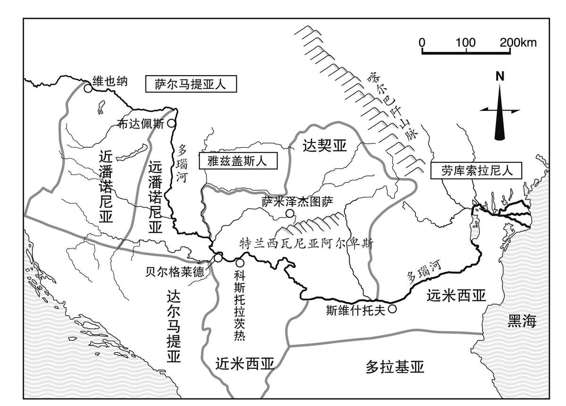 0 100 200km
N
维也纳
萨尔马提亚人
布达佩斯
多瑙河
近潘诺尼亚
远潘诺尼亚
雅兹盖斯人
达契亚
喀尔巴阡山脉
劳库索拉尼人
萨米泽杰图萨
特兰西瓦尼亚阿尔卑斯
贝尔格莱德
科斯托拉茨热
多瑙河
斯维什托夫
远米西亚
黑海
达尔马提亚
近米西亚
多拉基亚